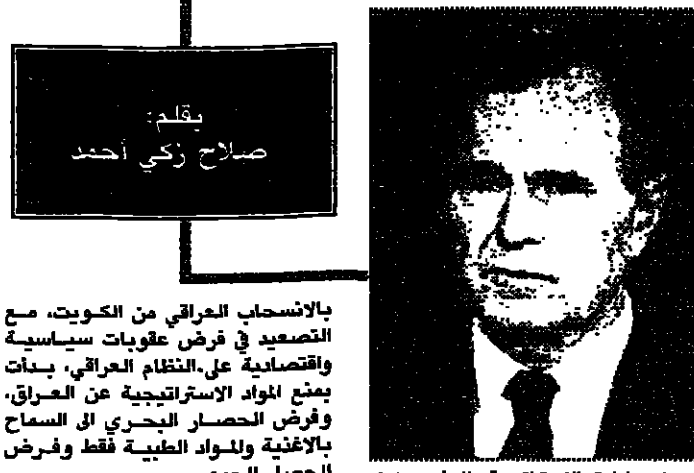 بقلم:
صلاح زكي أحمد
بالانسحاب العراقي من الكويت، مع
التصعيد في فرض عقوبات سياسية
واقتصادية على النظام العراقي، بدأت
بمنع المواد الاستراتيجية عن العراق،
وفرض الحصار البحري الى السماح
بالاغذية والمواد الطبية فقط وفرض